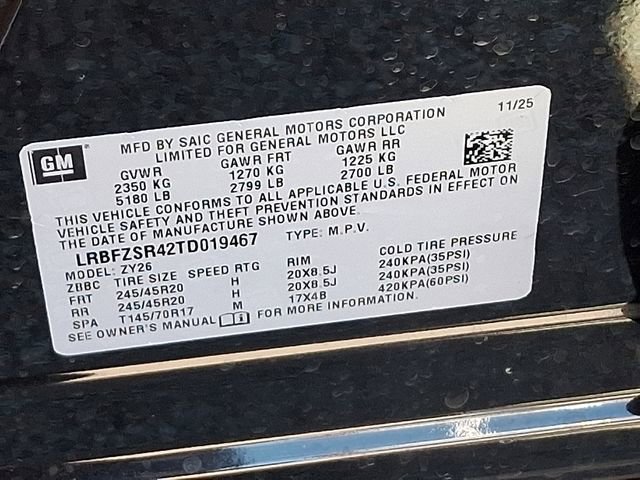 GM
11/25
MFD BY SAIC GENERAL MOTORS CORPORATION
LIMITED FOR GENERAL MOTORS LLC
GVWR GAWR FRT GAWR RR
2350 KG 1270 KG 1225 KG
5180 LB 2799 LB 2700 LB
THIS VEHICLE CONFORMS TO ALL APPLICABLE U.S. FEDERAL MOTOR
VEHICLE SAFETY AND THEFT PREVENTION STANDARDS IN EFFECT ON
THE DATE OF MANUFACTURE SHOWN ABOVE.
LRBFZSR42TD019467 TYPE: M.P.V.
MODEL: ZY26
ZBBC TIRE SIZE SPEED RTG RIM COLD TIRE PRESSURE
FRT 245/45R20 H 20X8.5J 240KPA(35PSI)
RR 245/45R20 H 20X8.5J 240KPA(35PSI)
SPA T145/70R17 M 17X4B 420KPA(60PSI)
SEE OWNER'S MANUAL FOR MORE INFORMATION.